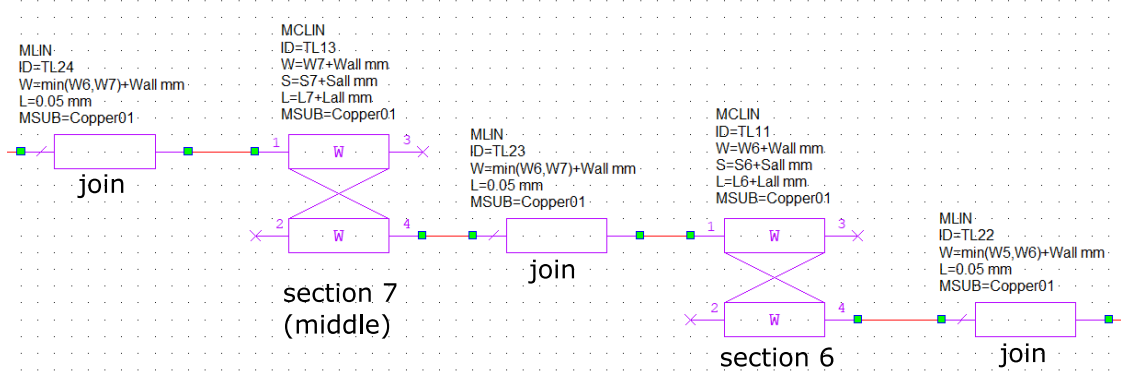 MLIN
ID=TL24
W=min(W6,W7)+Wall mm
L=0.05 mm
MSUB=Copper01
join
MCLIN
ID=TL13
W=W7+Wall mm
S=S7+Sall mm
L=L7+Lall mm
MSUB=Copper01
1
W
3
2
W
4
section 7
(middle)
MLIN
ID=TL23
W=min(W6,W7)+Wall mm
L=0.05 mm
MSUB=Copper01
join
MCLIN
ID=TL11
W=W6+Wall mm
S=S6+Sall mm
L=L6+Lall mm
MSUB=Copper01
1
W
3
2
W
4
section 6
MLIN
ID=TL22
W=min(W5,W6)+Wall mm
L=0.05 mm
MSUB=Copper01
join